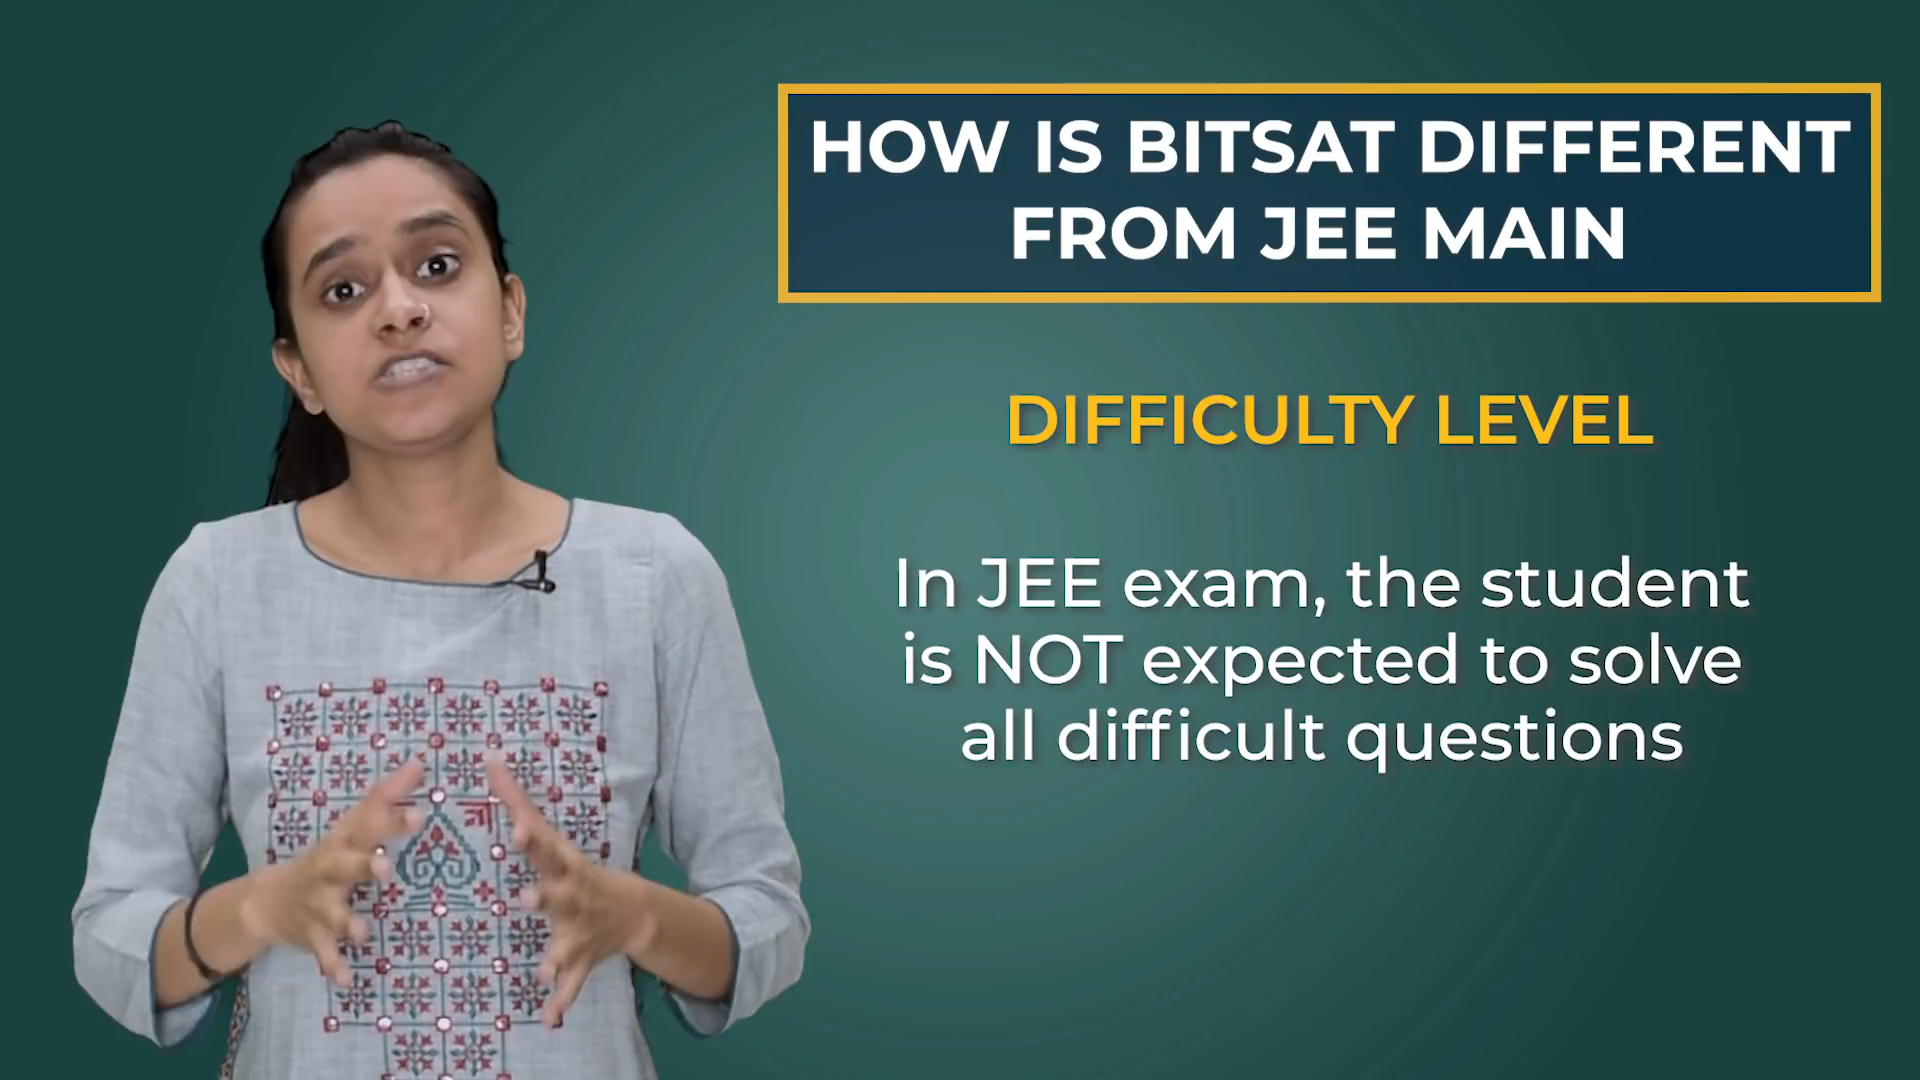 HOW IS BITSAT DIFFERENT
FROM JEE MAIN
DIFFICULTY LEVEL
In JEE exam, the student
is NOT expected to solve
all difficult questions